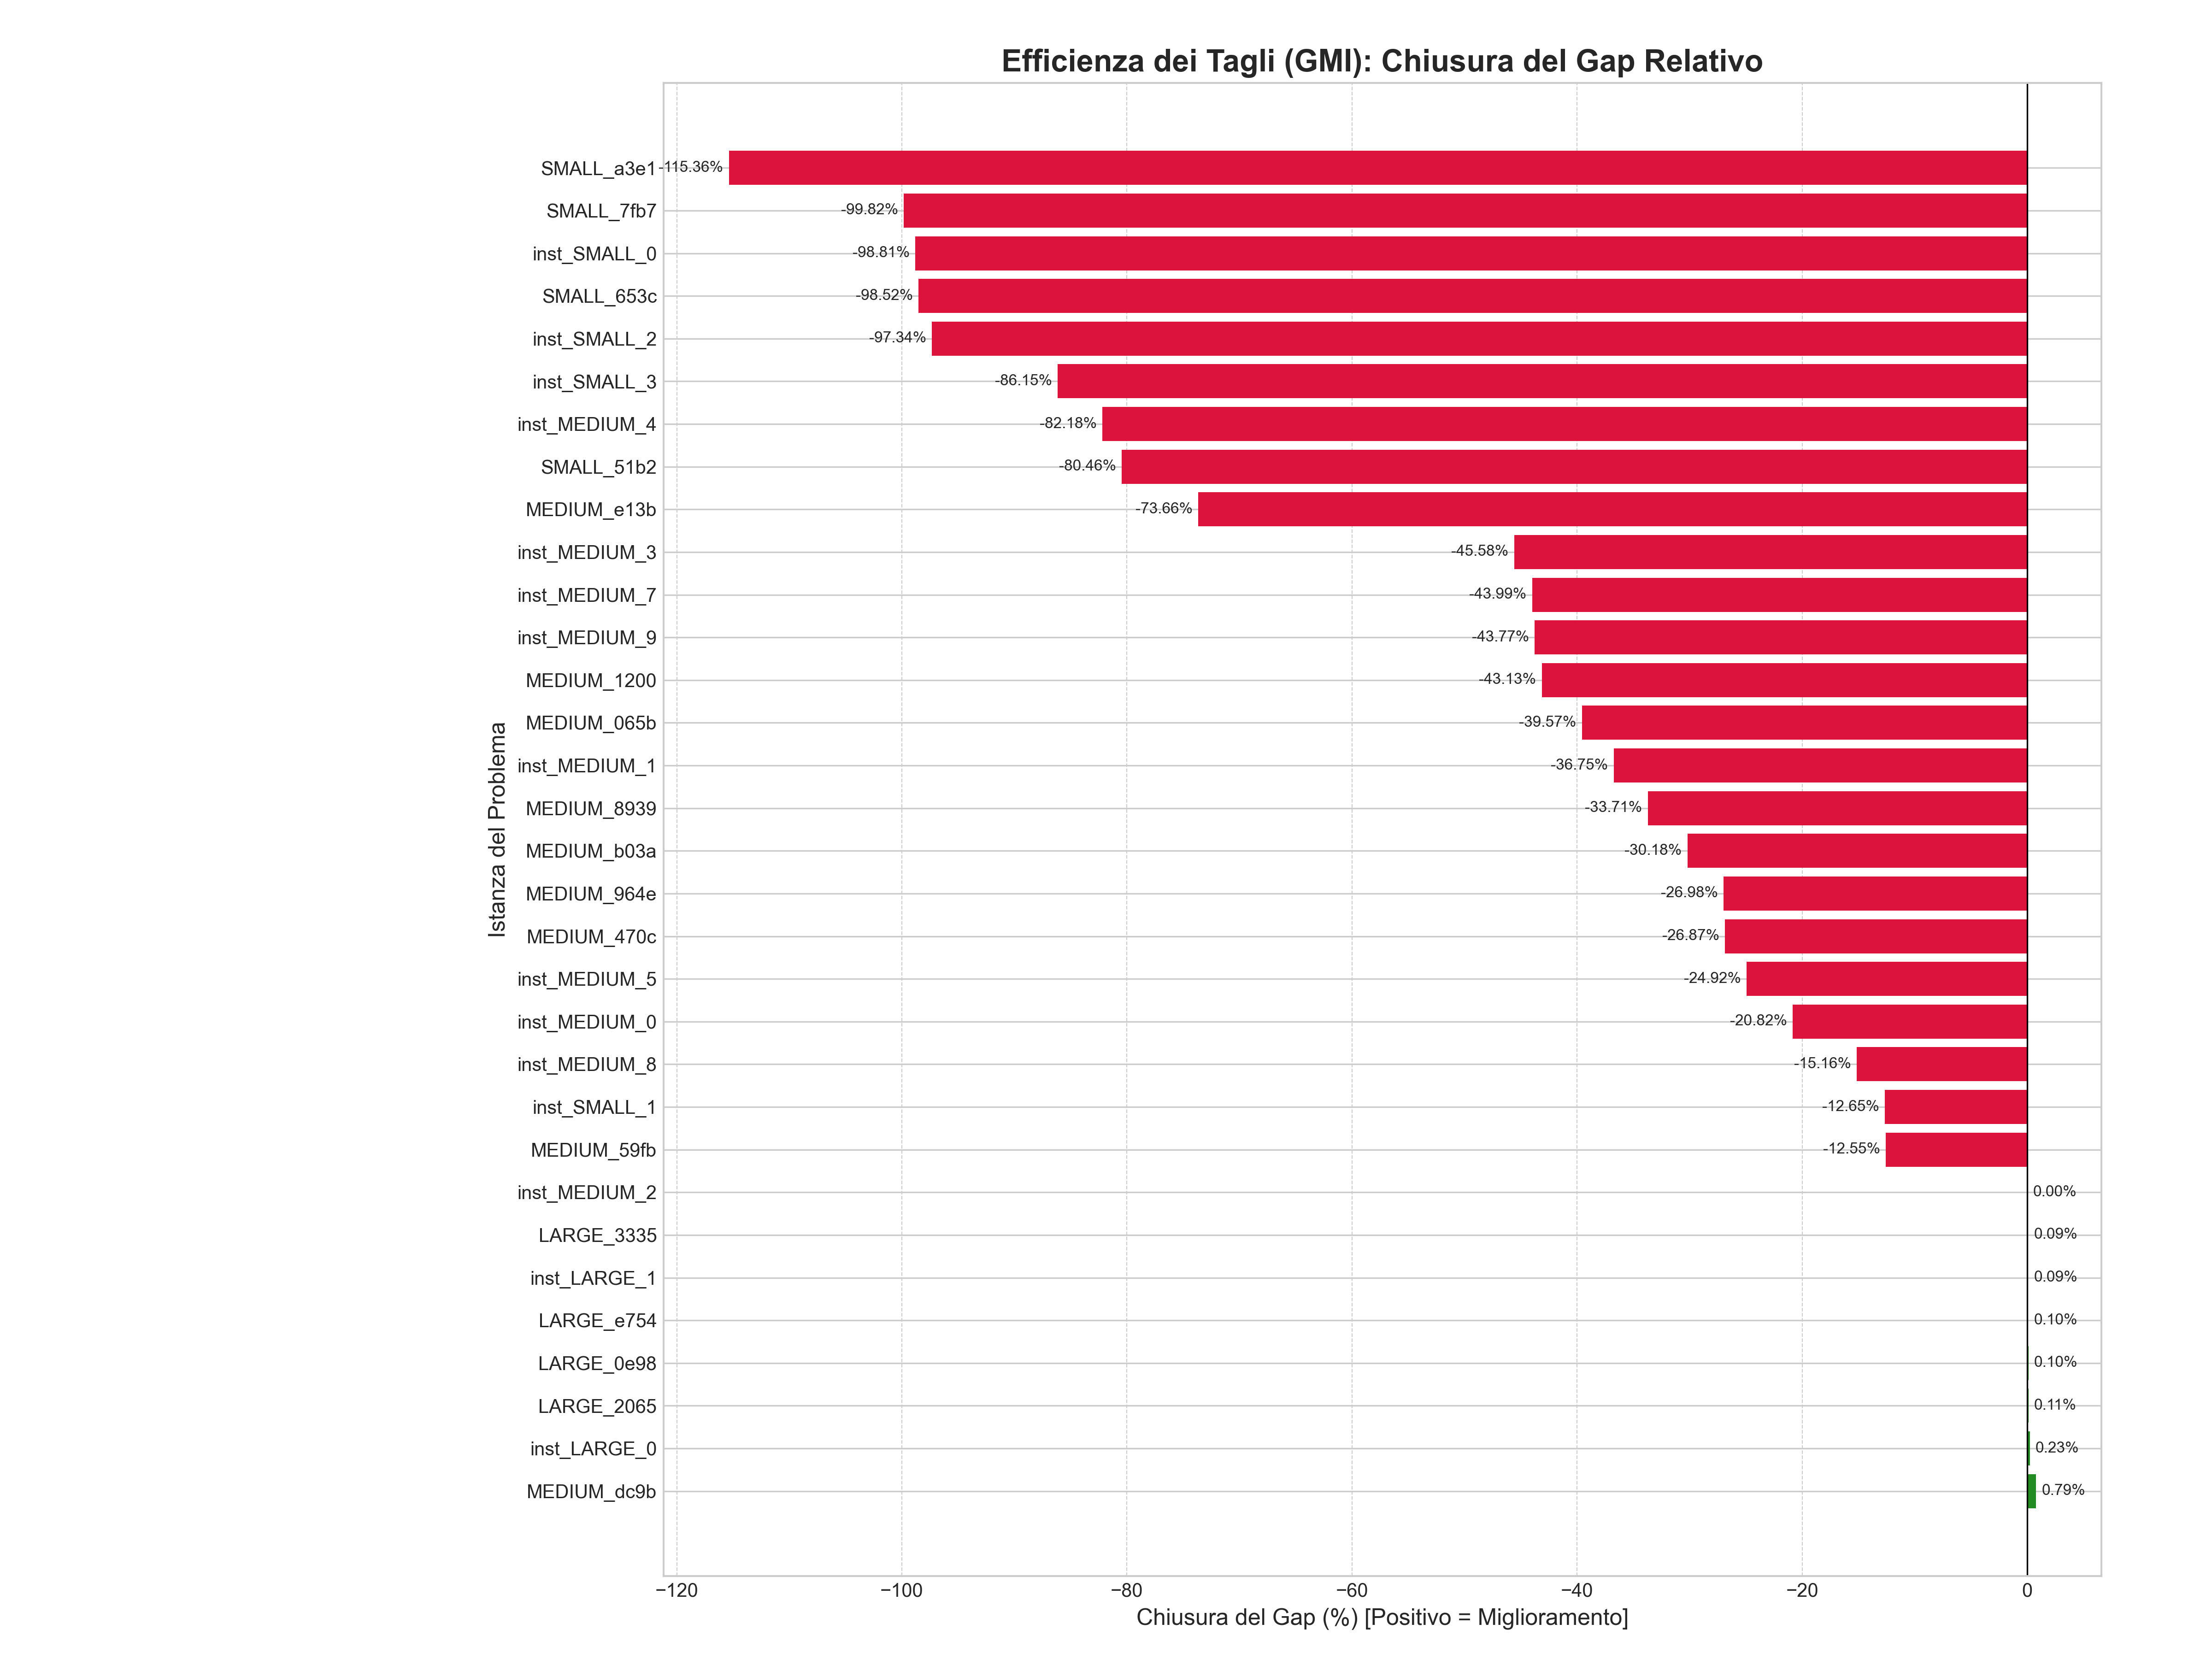 Efficienza dei Tagli (GMI): Chiusura del Gap Relativo
SMALL_a3e1 -115.36%
SMALL_7fb7 -99.82%
inst_SMALL_0 -98.81%
SMALL_653c -98.52%
inst_SMALL_2 -97.34%
inst_SMALL_3 -86.15%
inst_MEDIUM_4 -82.18%
SMALL_51b2 -80.46%
MEDIUM_e13b -73.66%
inst_MEDIUM_3 -45.58%
inst_MEDIUM_7 -43.99%
inst_MEDIUM_9 -43.77%
MEDIUM_1200 -43.13%
MEDIUM_065b -39.57%
inst_MEDIUM_1 -36.75%
MEDIUM_8939 -33.71%
MEDIUM_b03a -30.18%
MEDIUM_964e -26.98%
MEDIUM_470c -26.87%
inst_MEDIUM_5 -24.92%
inst_MEDIUM_0 -20.82%
inst_MEDIUM_8 -15.16%
inst_SMALL_1 -12.65%
MEDIUM_59fb -12.55%
inst_MEDIUM_2 0.00%
LARGE_3335 0.09%
inst_LARGE_1 0.09%
LARGE_e754 0.10%
LARGE_0e98 0.10%
LARGE_2065 0.11%
inst_LARGE_0 0.23%
MEDIUM_dc9b 0.79%
Istanza del Problema
−120 −100 −80 −60 −40 −20 0
Chiusura del Gap (%) [Positivo = Miglioramento]